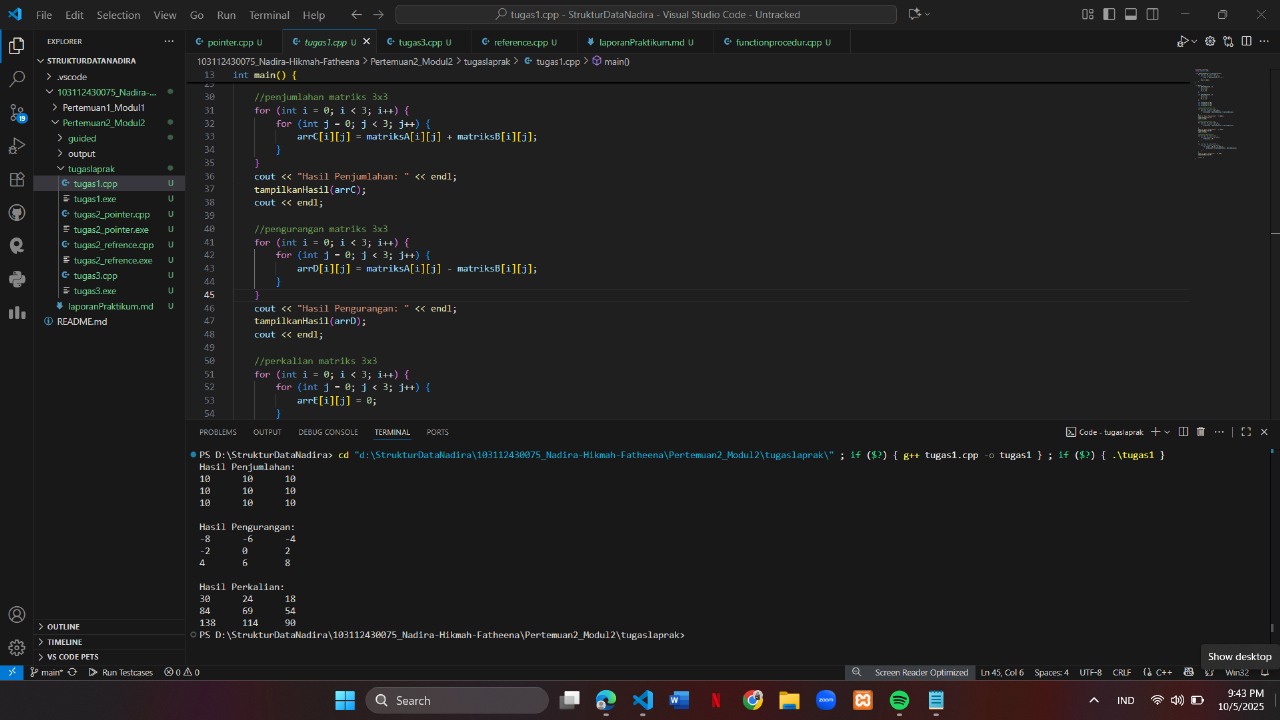 File Edit Selection View Go Run Terminal Help
tugas1.cpp - StrukturDataNadira - Visual Studio Code - Untracked
EXPLORER
STRUKTURDATANADIRA
.vscode
103112430075_Nadira-...
Pertemuan1_Modul1
Pertemuan2_Modul2
guided
output
tugaslaprak
tugas1.cpp U
tugas1.exe U
tugas2_pointer.cpp U
tugas2_pointer.exe U
tugas2_refrence.cpp U
tugas2_refrence.exe U
tugas3.cpp U
tugas3.exe U
laporanPraktikum.md U
README.md
OUTLINE
TIMELINE
VS CODE PETS
19
pointer.cpp U tugas1.cpp U tugas3.cpp U reference.cpp U laporanPraktikum.md U functionprocedur.cpp U
103112430075_Nadira-Hikmah-Fatheena > Pertemuan2_Modul2 > tugaslaprak > tugas1.cpp > main()
13 int main() {
29
30 //penjumlahan matriks 3x3
31 for (int i = 0; i < 3; i++) {
32 for (int j = 0; j < 3; j++) {
33 arrC[i][j] = matriksA[i][j] + matriksB[i][j];
34 }
35 }
36 cout << "Hasil Penjumlahan: " << endl;
37 tampilkanHasil(arrC);
38 cout << endl;
39
40 //pengurangan matriks 3x3
41 for (int i = 0; i < 3; i++) {
42 for (int j = 0; j < 3; j++) {
43 arrD[i][j] = matriksA[i][j] - matriksB[i][j];
44 }
45 }
46 cout << "Hasil Pengurangan: " << endl;
47 tampilkanHasil(arrD);
48 cout << endl;
49
50 //perkalian matriks 3x3
51 for (int i = 0; i < 3; i++) {
52 for (int j = 0; j < 3; j++) {
53 arrE[i][j] = 0;
54 }
PROBLEMS OUTPUT DEBUG CONSOLE TERMINAL PORTS
Code - tugaslaprak
PS D:\StrukturDataNadira> cd "d:\StrukturDataNadira\103112430075_Nadira-Hikmah-Fatheena\Pertemuan2_Modul2\tugaslaprak\" ; if ($?) { g++ tugas1.cpp -o tugas1 } ; if ($?) { .\tugas1 }
Hasil Penjumlahan:
10 10 10
10 10 10
10 10 10
Hasil Pengurangan:
-8 -6 -4
-2 0 2
4 6 8
Hasil Perkalian:
30 24 18
84 69 54
138 114 90
PS D:\StrukturDataNadira\103112430075_Nadira-Hikmah-Fatheena\Pertemuan2_Modul2\tugaslaprak>
Show desktop
main* Run Testcases 0 0 Screen Reader Optimized Ln 45, Col 6 Spaces: 4 UTF-8 CRLF {} C++ Win32
Search
IND
9:43 PM
10/5/2025